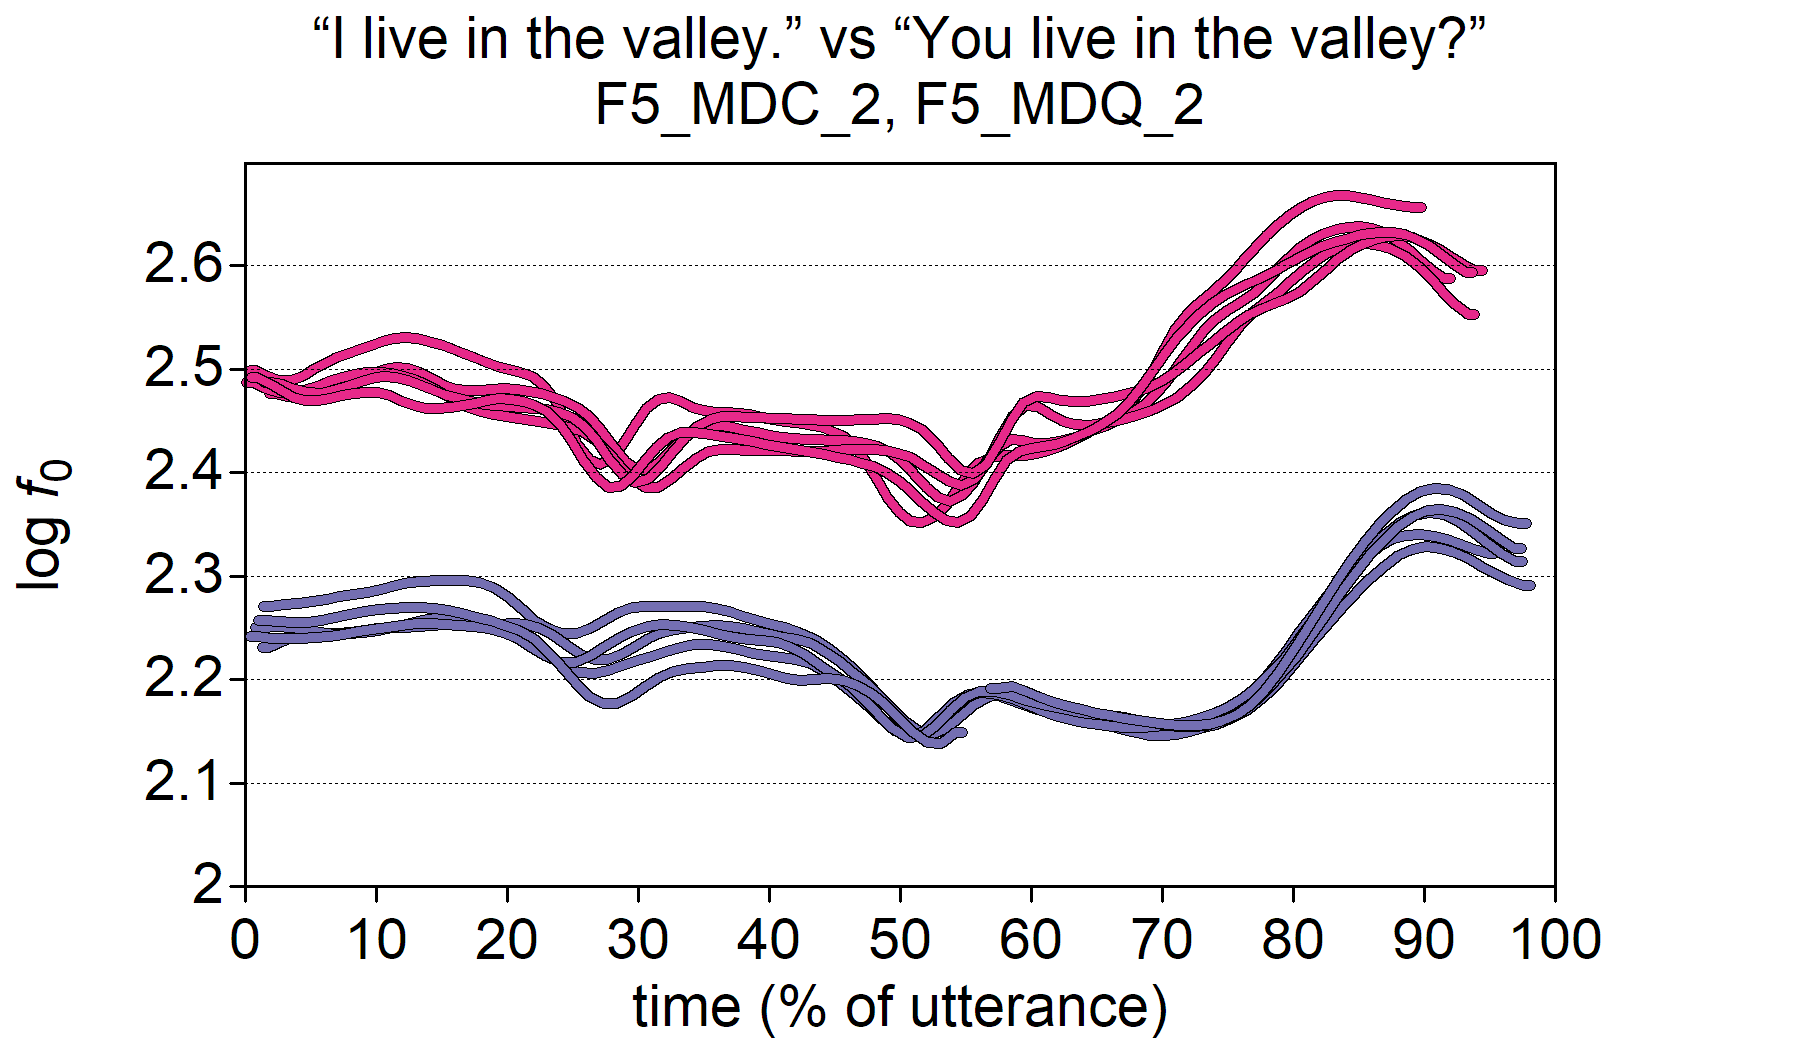 “I live in the valley.” vs “You live in the valley?”
F5_MDC_2, F5_MDQ_2
log f0
2.6
2.5
2.4
2.3
2.2
2.1
2
0 10 20 30 40 50 60 70 80 90 100
time (% of utterance)